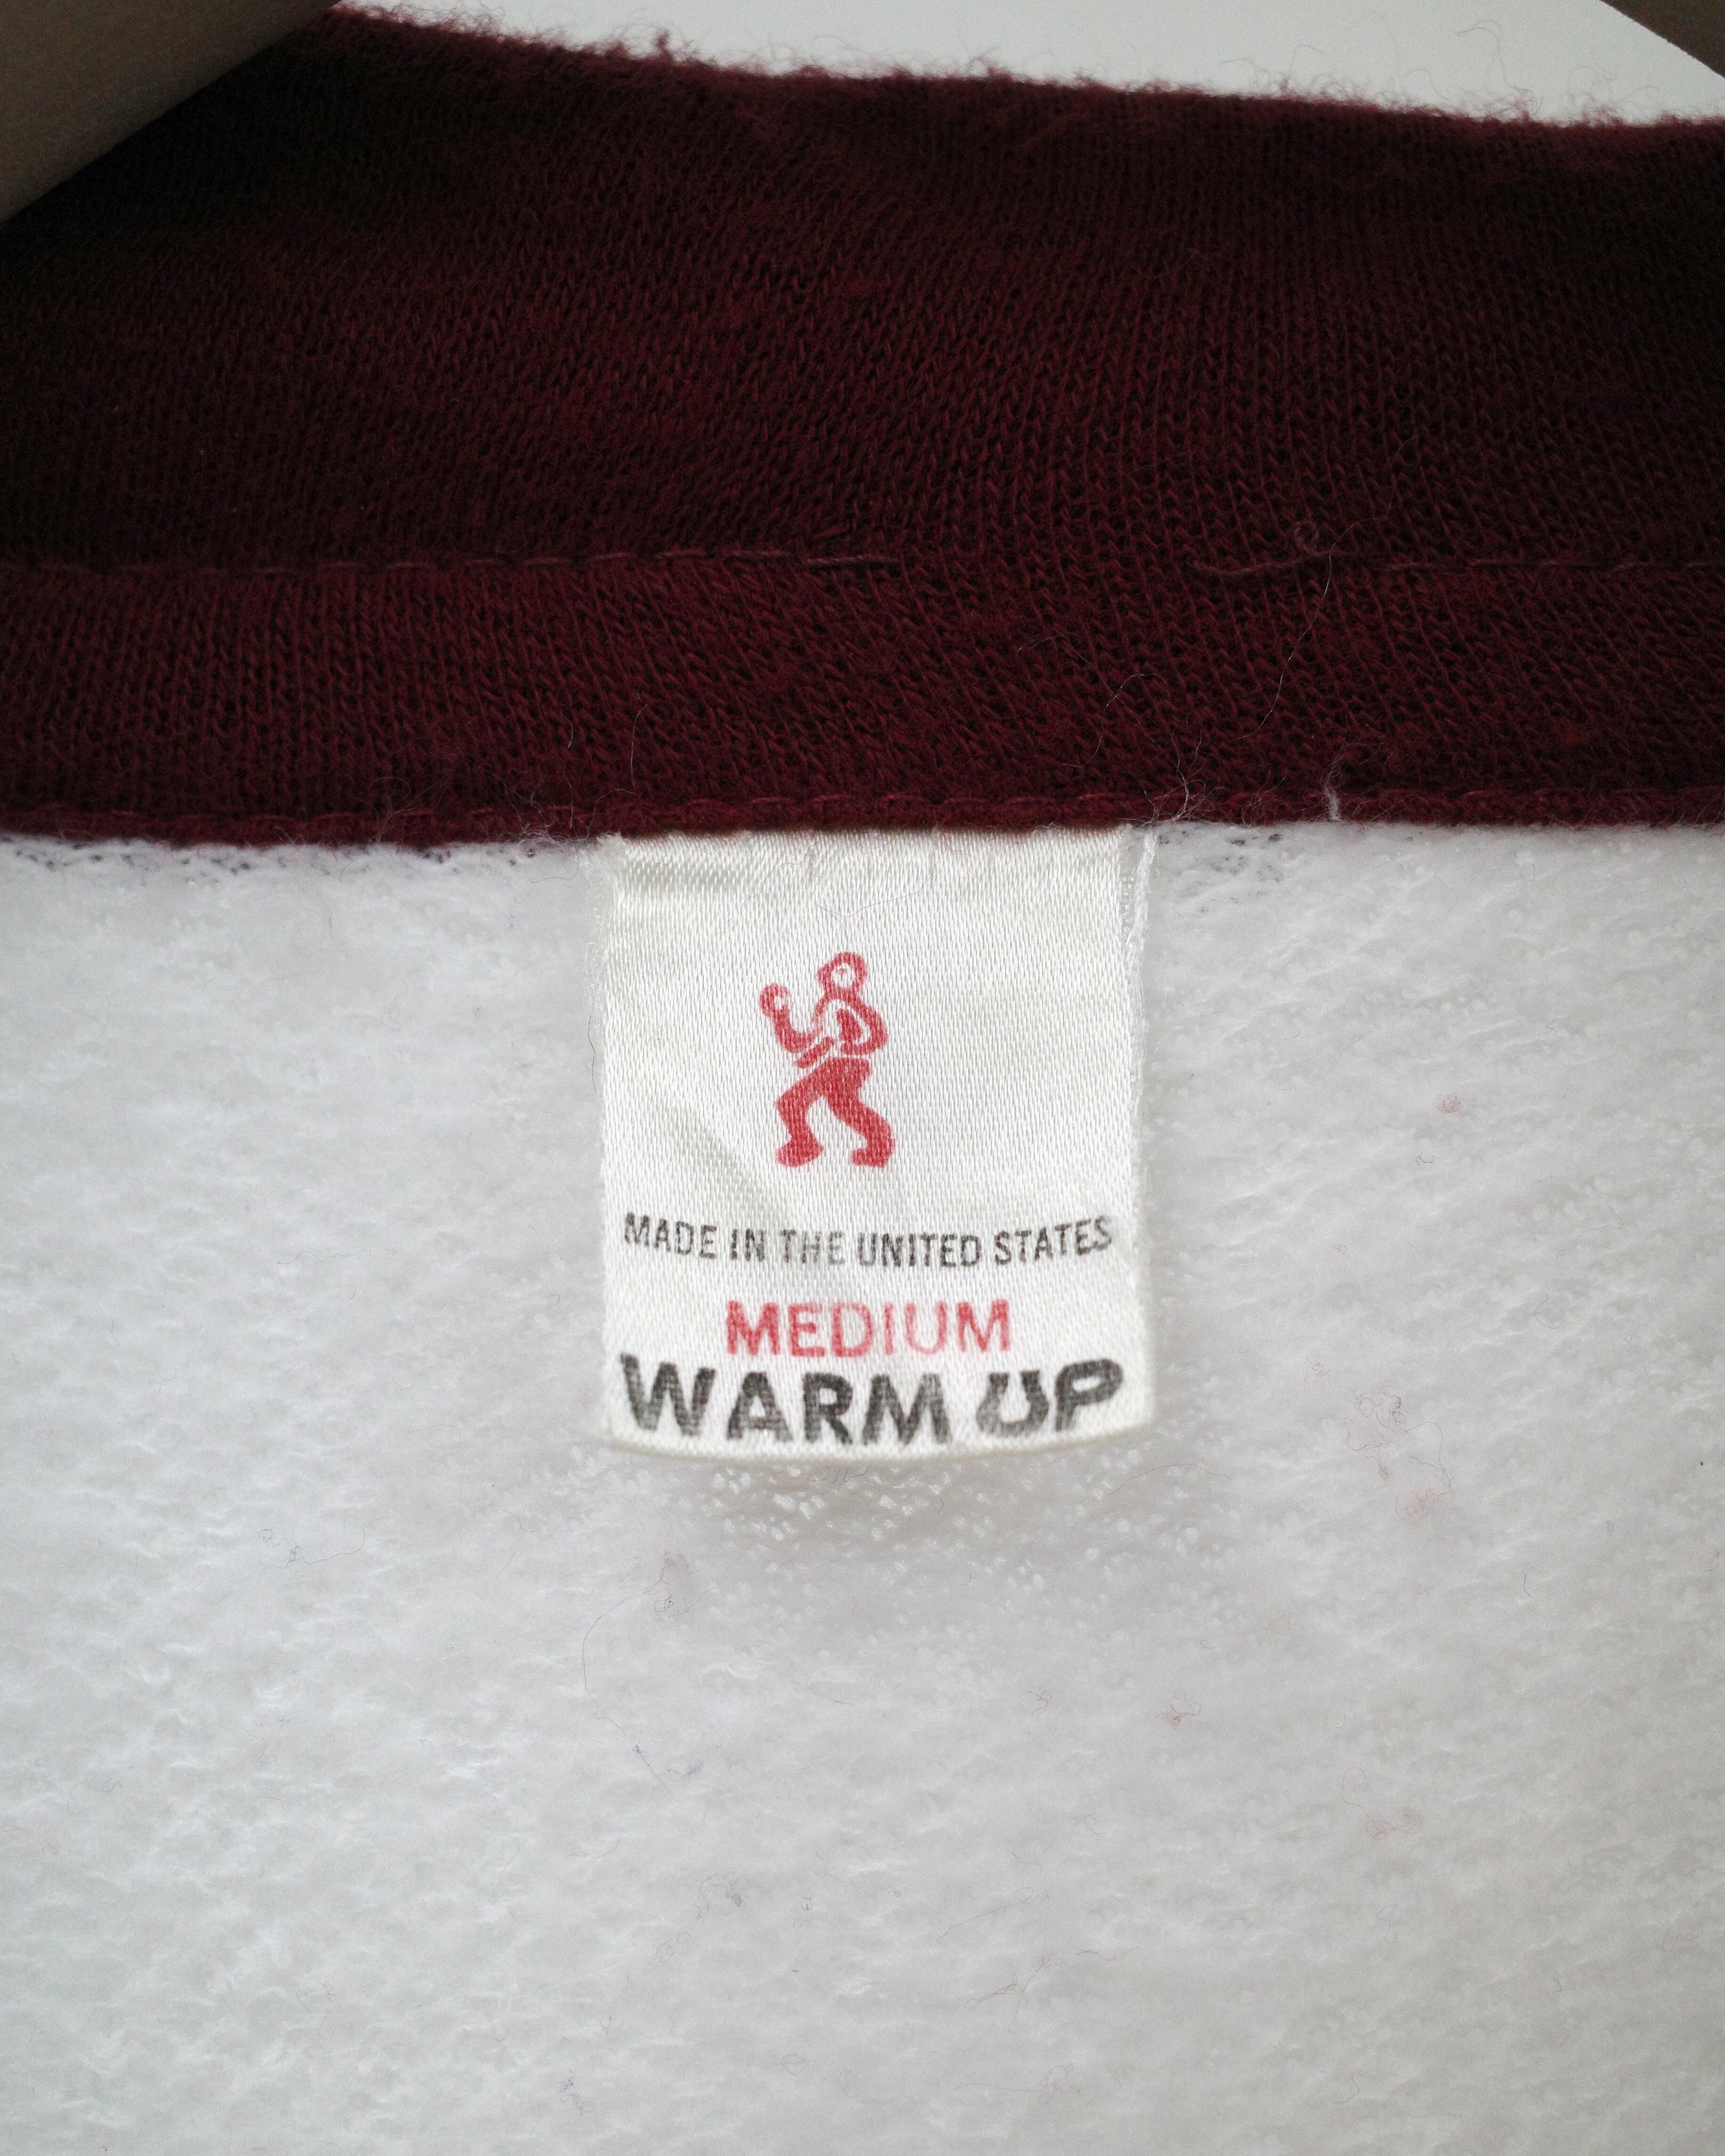 MADE IN THE UNITED STATES
MEDIUM
WARM UP